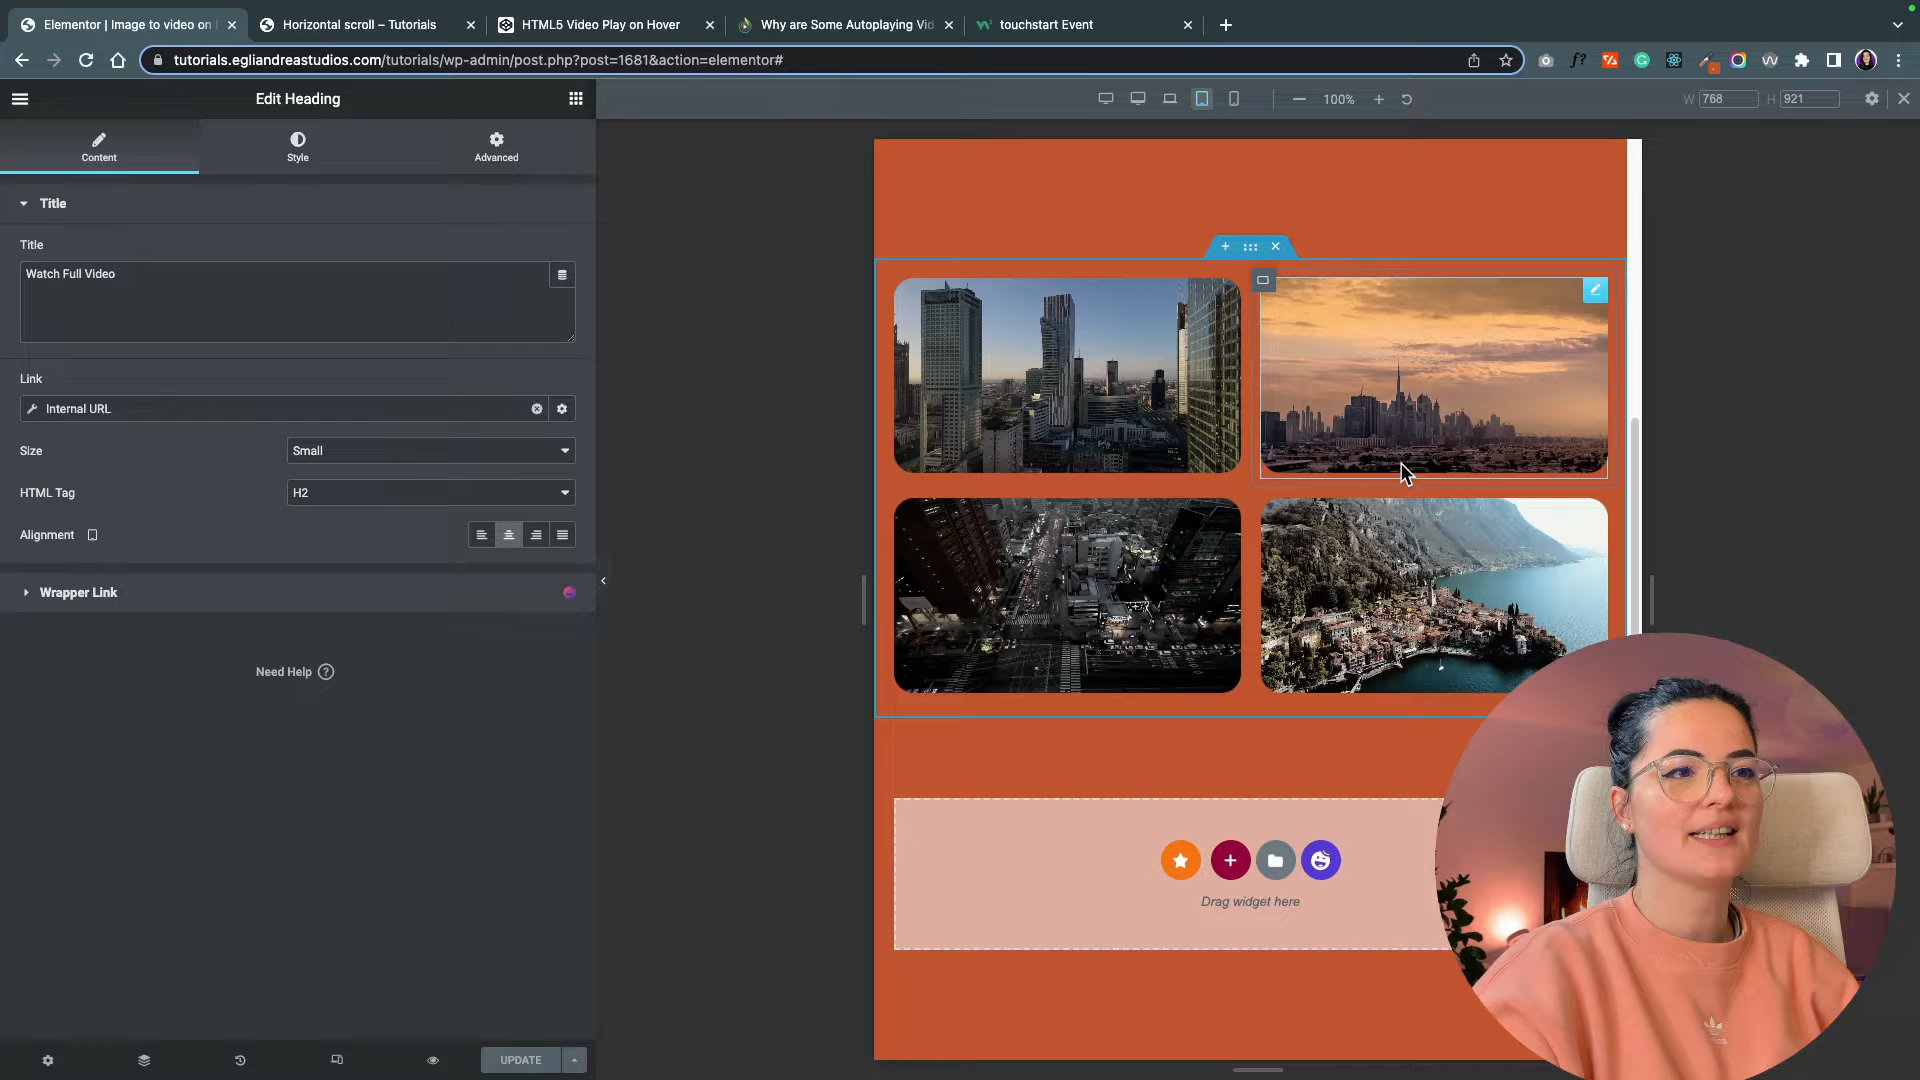 Elementor | Image to video on
Horizontal scroll – Tutorials
HTML5 Video Play on Hover
Why are Some Autoplaying Vid
touchstart Event
tutorials.egliandreastudios.com/tutorials/wp-admin/post.php?post=1681&action=elementor#
Edit Heading
100%
W 768 H 921
Content
Style
Advanced
Title
Title
Watch Full Video
Link
Internal URL
Size
Small
HTML Tag
H2
Alignment
Wrapper Link
Need Help
Drag widget here
UPDATE